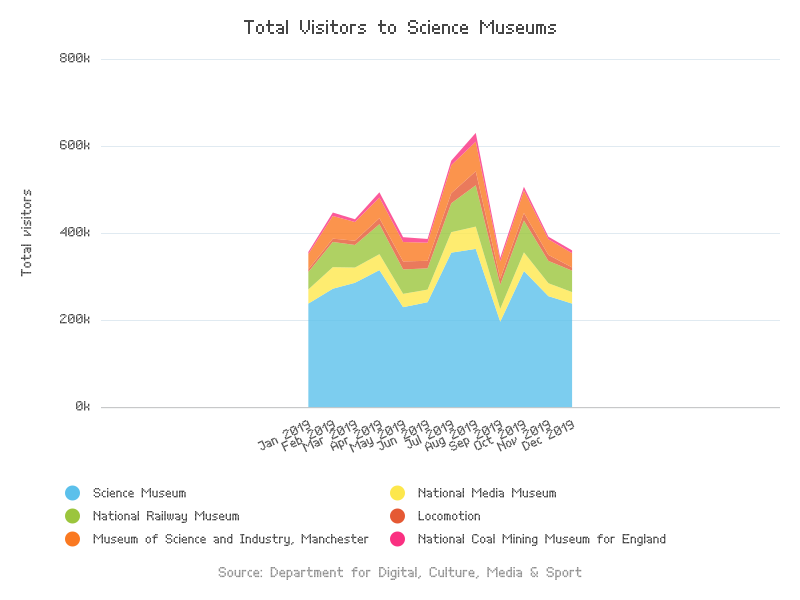 Total Visitors to Science Museums
800k
600k
400k
200k
0k
Total visitors
Jan 2019
Feb 2019
Mar 2019
Apr 2019
May 2019
Jun 2019
Jul 2019
Aug 2019
Sep 2019
Oct 2019
Nov 2019
Dec 2019
Science Museum
National Media Museum
National Railway Museum
Locomotion
Museum of Science and Industry, Manchester
National Coal Mining Museum for England
Source: Department for Digital, Culture, Media & Sport